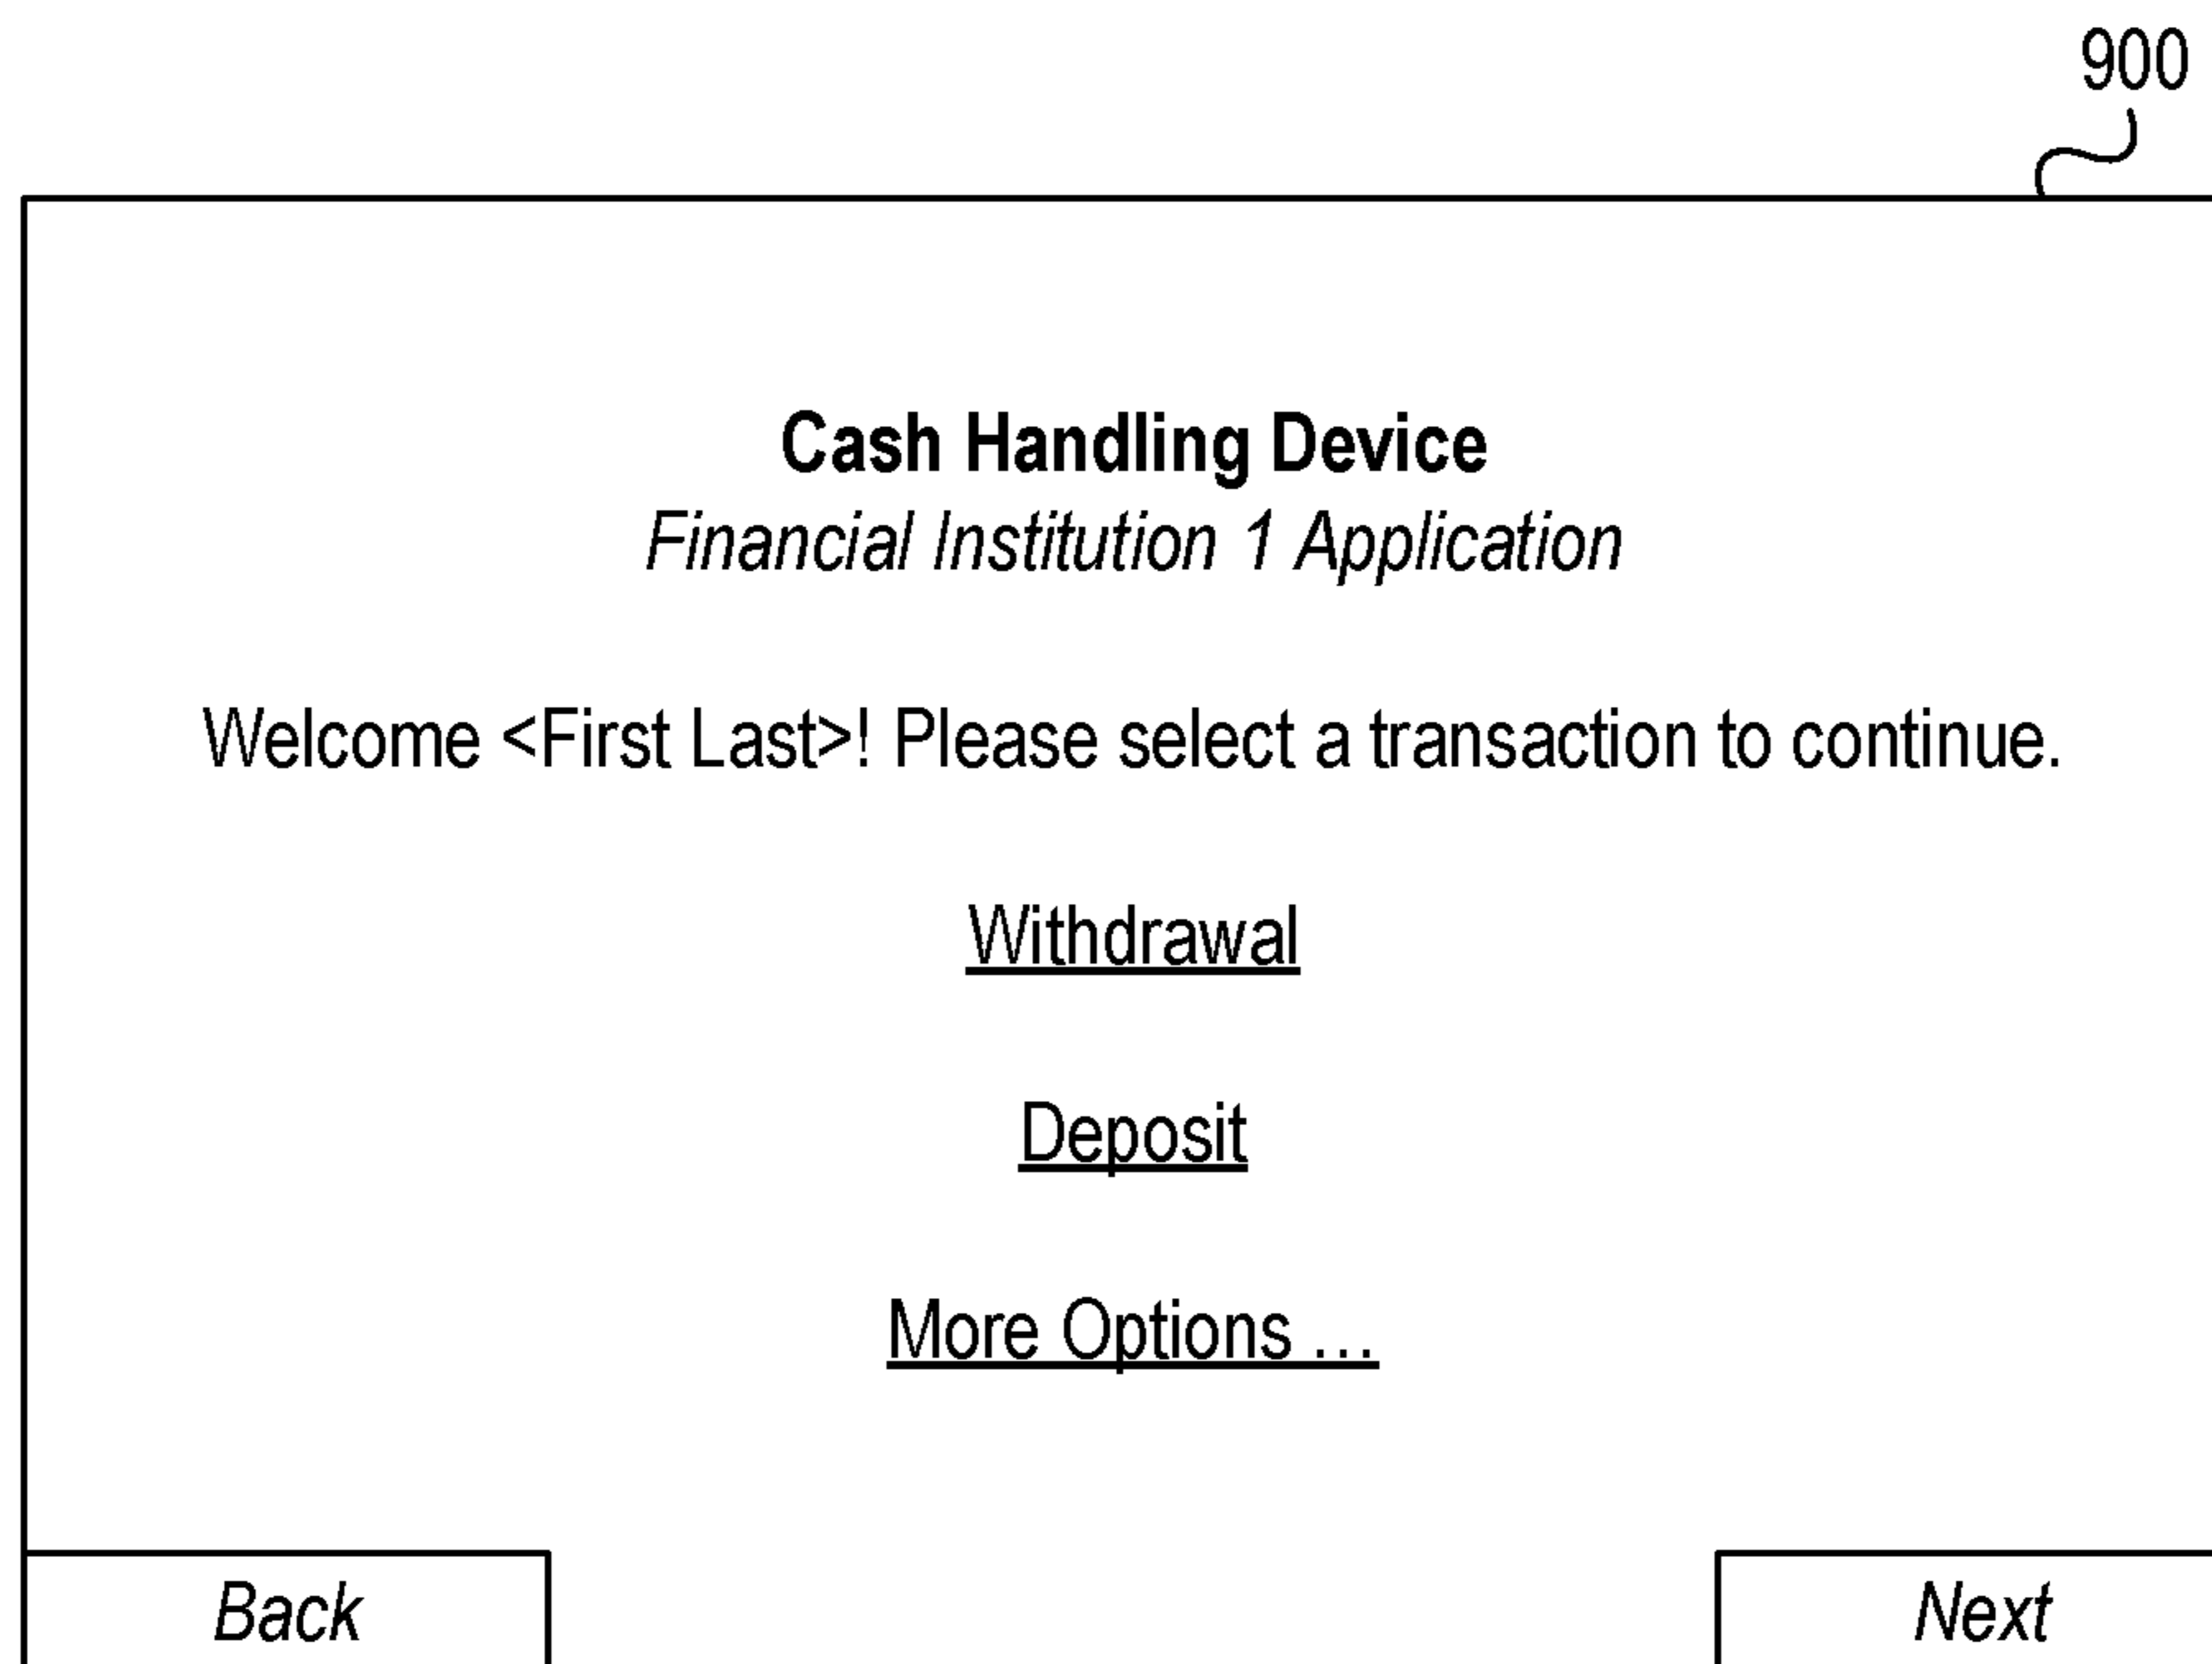 900
Cash Handling Device
Financial Institution 1 Application
Welcome <First Last>! Please select a transaction to continue.
Withdrawal
Deposit
More Options ...
Back
Next